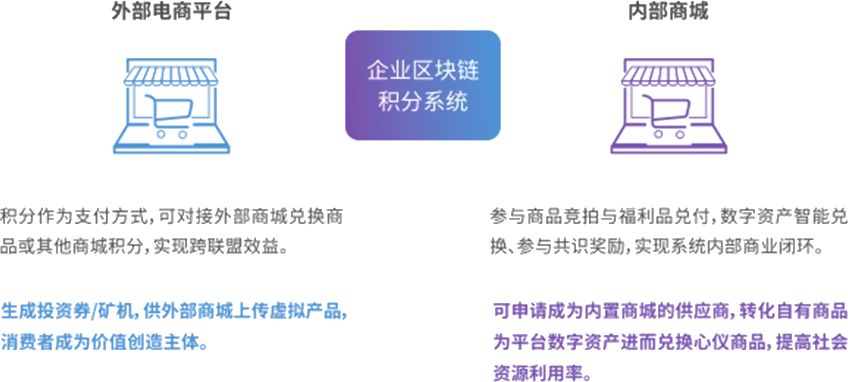 外部电商平台
企业区块链
积分系统
内部商城
积分作为支付方式，可对接外部商城兑换商
品或其他商城积分，实现跨联盟效益。
生成投资券/矿机，供外部商城上传虚拟产品，
消费者成为价值创造主体。
参与商品竞拍与福利品兑付，数字资产智能兑
换、参与共识奖励，实现系统内部商业闭环。
可申请成为内置商城的供应商，转化自有商品
为平台数字资产进而兑换心仪商品，提高社会
资源利用率。